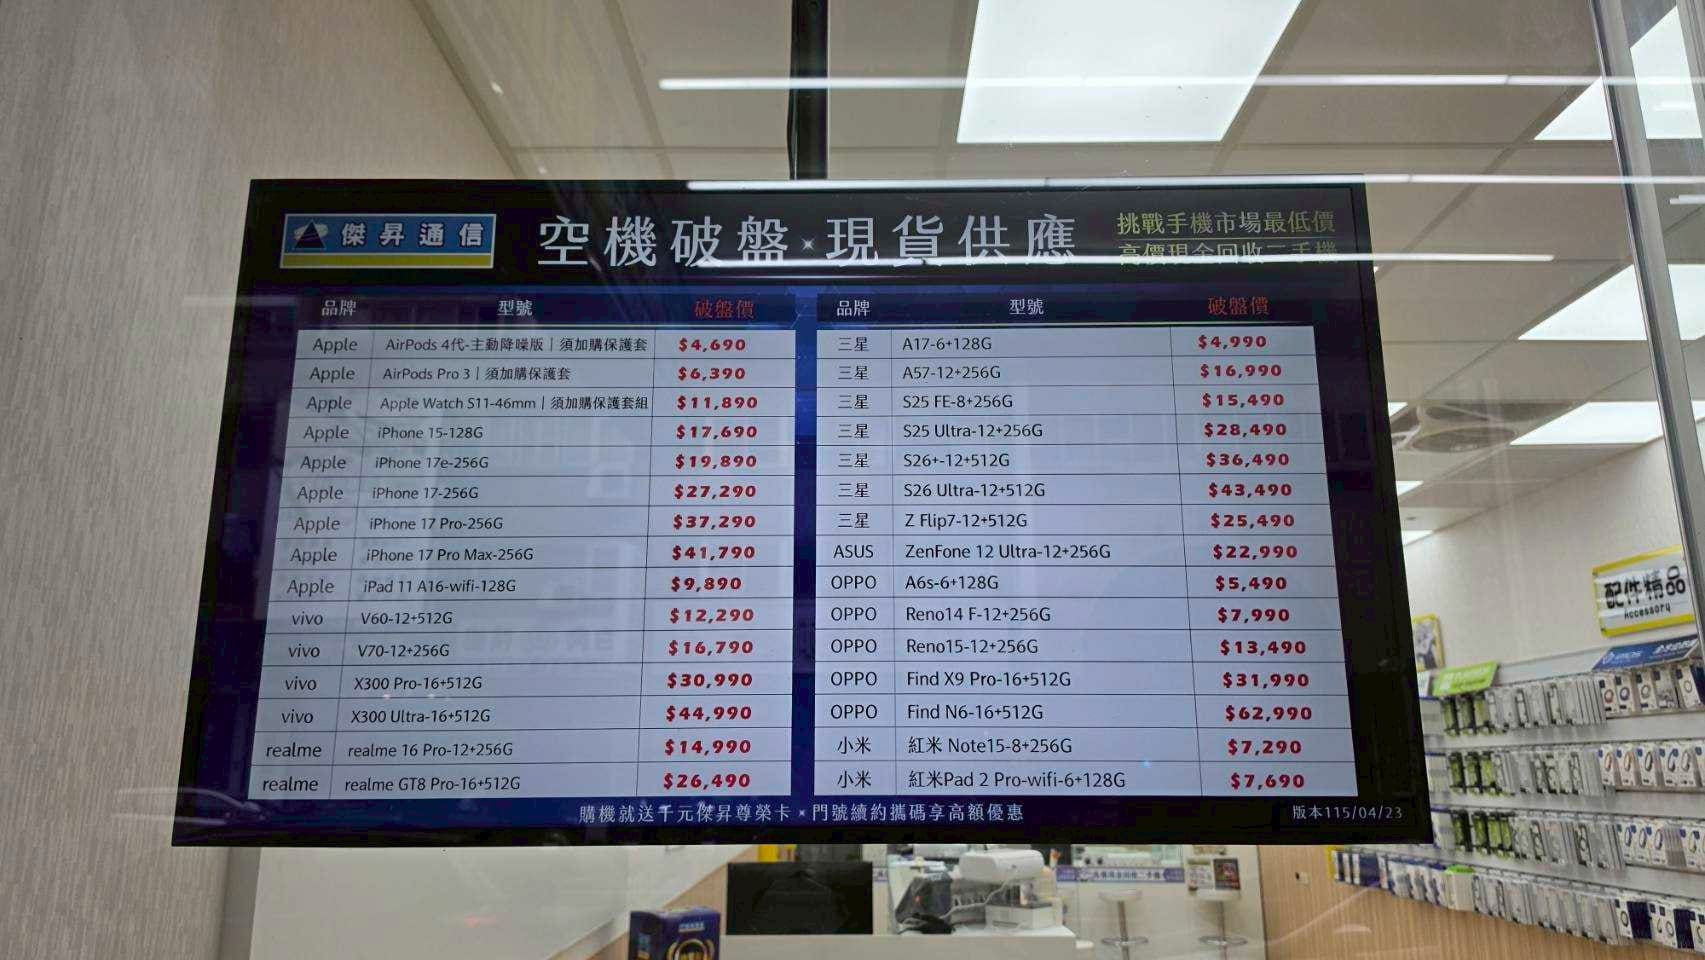 傑昇通信
空機破盤×現貨供應
挑戰手機市場最低價
高價現金回收二手機
品牌 型號 破盤價
Apple AirPods 4代-主動降噪版｜須加購保護套 $4,690
Apple AirPods Pro 3｜須加購保護套 $6,390
Apple Apple Watch S11-46mm｜須加購保護套組 $11,890
Apple iPhone 15-128G $17,690
Apple iPhone 17e-256G $19,890
Apple iPhone 17-256G $27,290
Apple iPhone 17 Pro-256G $37,290
Apple iPhone 17 Pro Max-256G $41,790
Apple iPad 11 A16-wifi-128G $9,890
vivo V60-12+512G $12,290
vivo V70-12+256G $16,790
vivo X300 Pro-16+512G $30,990
vivo X300 Ultra-16+512G $44,990
realme realme 16 Pro-12+256G $14,990
realme realme GT8 Pro-16+512G $26,490
品牌 型號 破盤價
三星 A17-6+128G $4,990
三星 A57-12+256G $16,990
三星 S25 FE-8+256G $15,490
三星 S25 Ultra-12+256G $28,490
三星 S26+-12+512G $36,490
三星 S26 Ultra-12+512G $43,490
三星 Z Flip7-12+512G $25,490
ASUS ZenFone 12 Ultra-12+256G $22,990
OPPO A6s-6+128G $5,490
OPPO Reno14 F-12+256G $7,990
OPPO Reno15-12+256G $13,490
OPPO Find X9 Pro-16+512G $31,990
OPPO Find N6-16+512G $62,990
小米 紅米 Note15-8+256G $7,290
小米 紅米Pad 2 Pro-wifi-6+128G $7,690
購機就送千元傑昇尊榮卡×門號續約攜碼享高額優惠
版本115/04/23
配件精品
Accessory